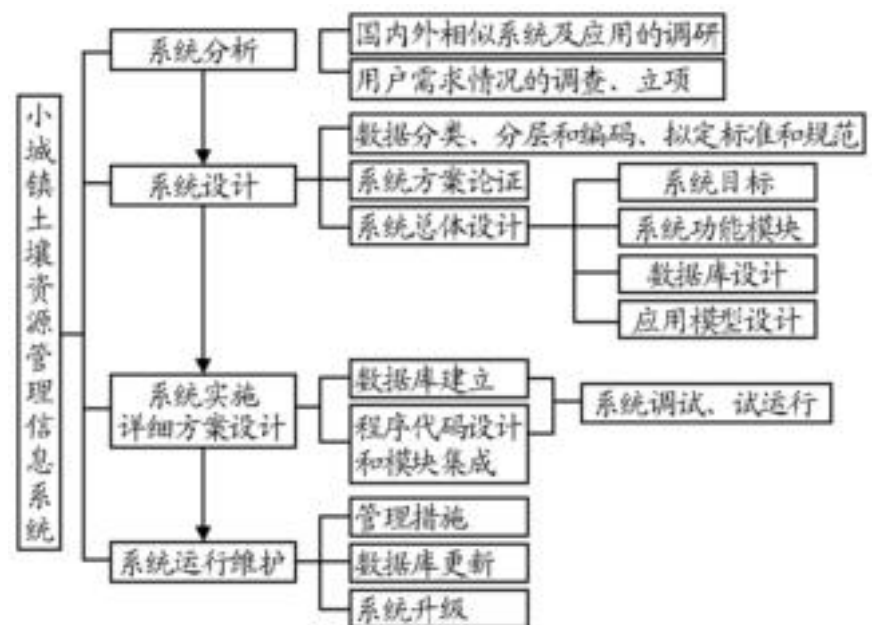 小城镇土壤资源管理信息系统
系统分析
国内外相似系统及应用的调研
用户需求情况的调查、立项
系统设计
数据分类、分层和编码、拟定标准和规范
系统方案论证
系统总体设计
系统目标
系统功能模块
数据库设计
应用模型设计
系统实施
详细方案设计
数据库建立
程序代码设计
和模块集成
系统调试、试运行
系统运行维护
管理措施
数据库更新
系统升级